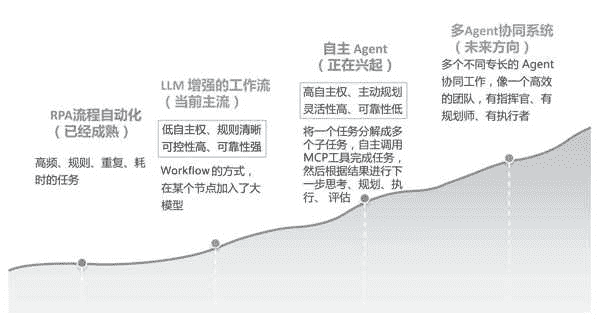 RPA流程自动化
（已经成熟）
高频、规则、重复、耗
时的任务
LLM 增强的工作流
（当前主流）
低自主权、规则清晰
可控性高、可靠性强
Workflow的方式，
在某个节点加入了大
模型
自主 Agent
（正在兴起）
高自主权、主动规划
灵活性高、可靠性低
将一个任务分解成多
个子任务，自主调用
MCP工具完成任务，
然后根据结果进行下
一步思考、规划、执
行、 评估
多Agent协同系统
（未来方向）
多个不同专长的 Agent
协同工作，像一个高效
的团队，有指挥官、有
规划师、有执行者